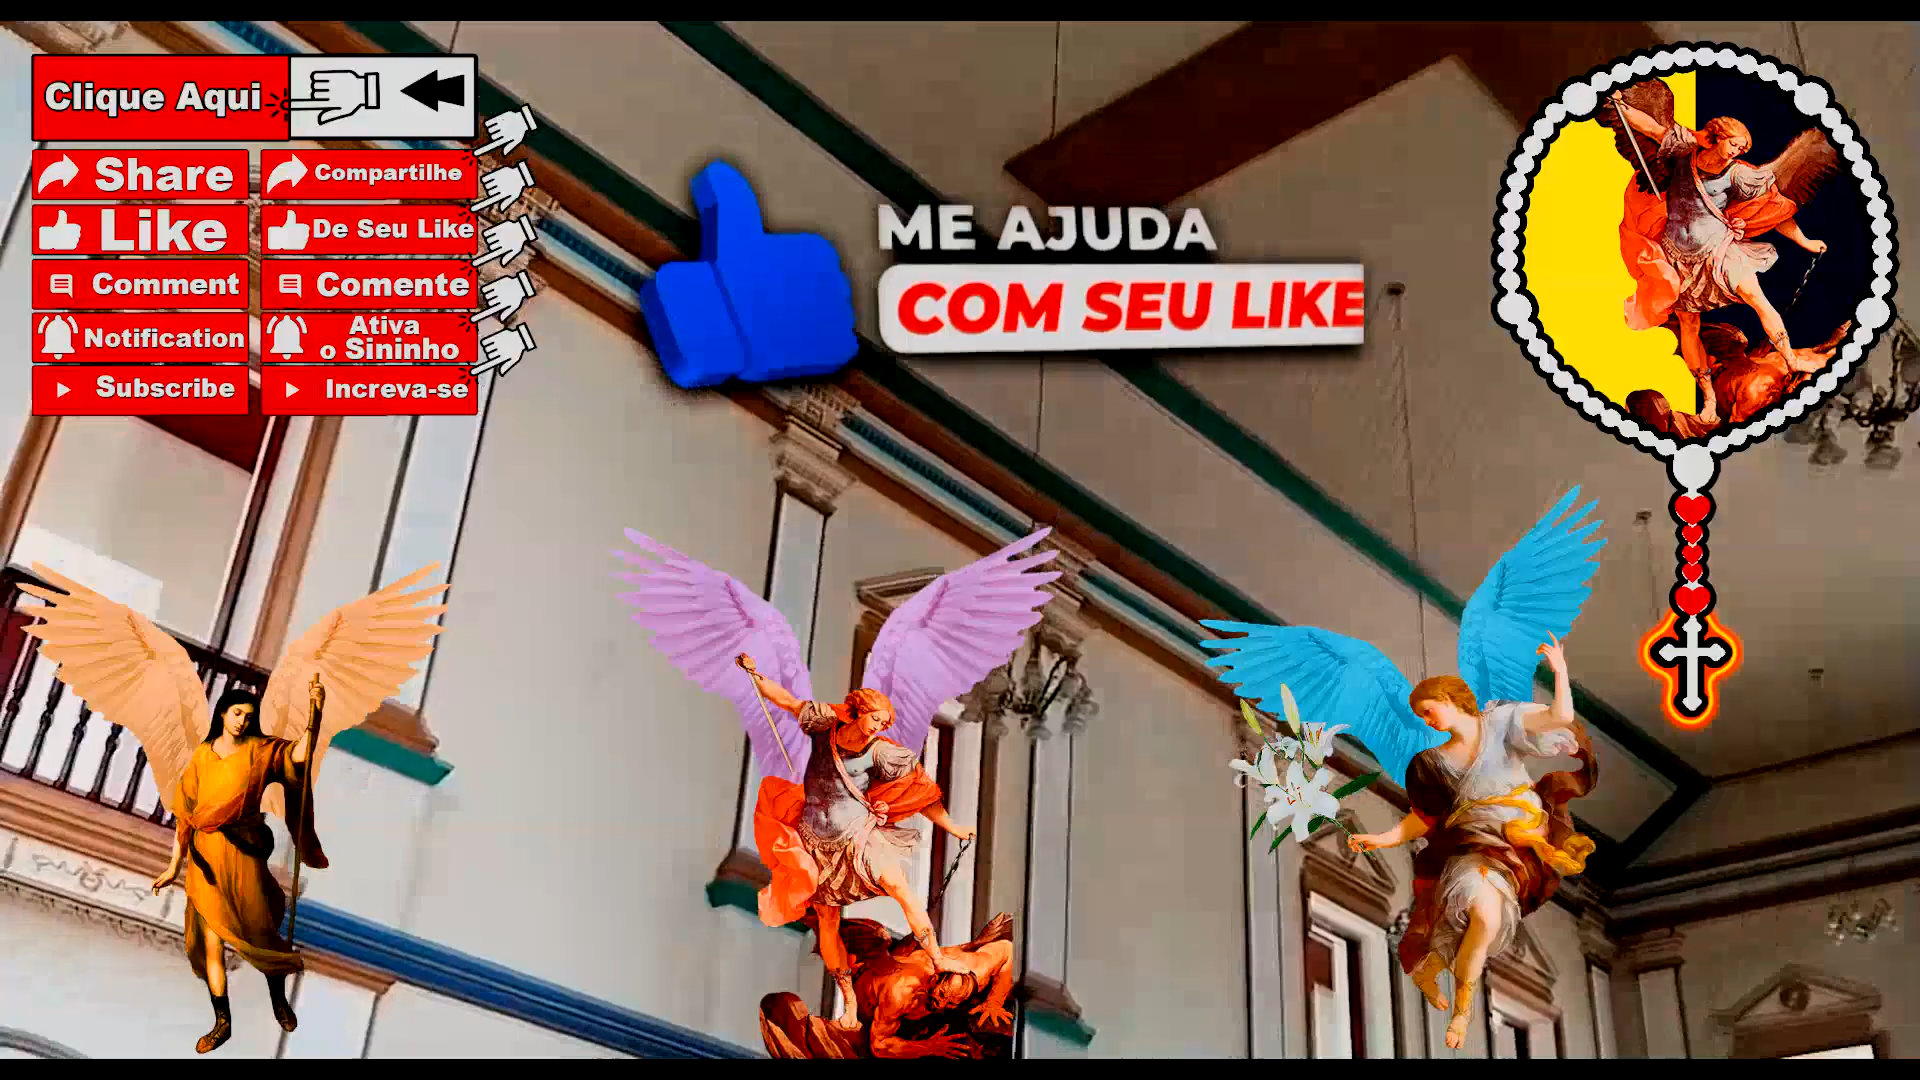 Clique Aqui
Share
Compartilhe
Like
De Seu Like
Comment
Comente
Notification
Ativa
o Sininho
Subscribe
Increva-se
ME AJUDA
COM SEU LIKE